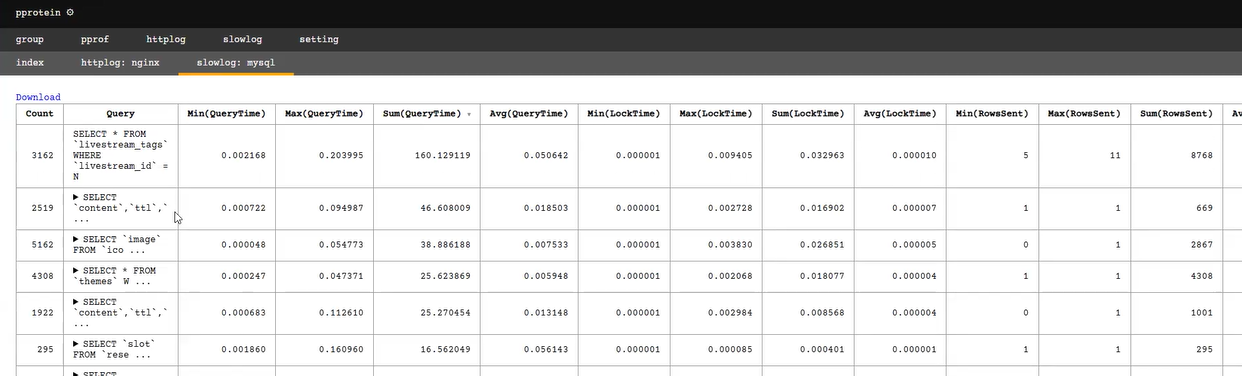 pprotein ⚙
group pprof httplog slowlog setting
index httplog: nginx slowlog: mysql
Download
Count Query Min(QueryTime) Max(QueryTime) Sum(QueryTime) ▼ Avg(QueryTime) Min(LockTime) Max(LockTime) Sum(LockTime) Avg(LockTime) Min(RowsSent) Max(RowsSent) Sum(RowsSent) Av
SELECT * FROM
`livestream_tags`
3162 WHERE 0.002168 0.203995 160.129119 0.050642 0.000001 0.009405 0.032963 0.000010 5 11 8768
`livestream_id` =
N
▶ SELECT
2519 `content`,`ttl`,` 0.000722 0.094987 46.608009 0.018503 0.000001 0.002728 0.016902 0.000007 1 1 669
...
▶ SELECT `image`
5162 FROM `ico ... 0.000048 0.054773 38.886188 0.007533 0.000001 0.003830 0.026851 0.000005 0 1 2867
▶ SELECT * FROM
4308 `themes` W ... 0.000247 0.047371 25.623869 0.005948 0.000001 0.002068 0.018077 0.000004 1 1 4308
▶ SELECT
1922 `content`,`ttl`,` 0.000683 0.112610 25.270454 0.013148 0.000001 0.002984 0.008568 0.000004 0 1 1001
...
▶ SELECT `slot`
295 FROM `rese ... 0.001860 0.160960 16.562049 0.056143 0.000001 0.000085 0.000401 0.000001 1 1 295
▶ SELECT